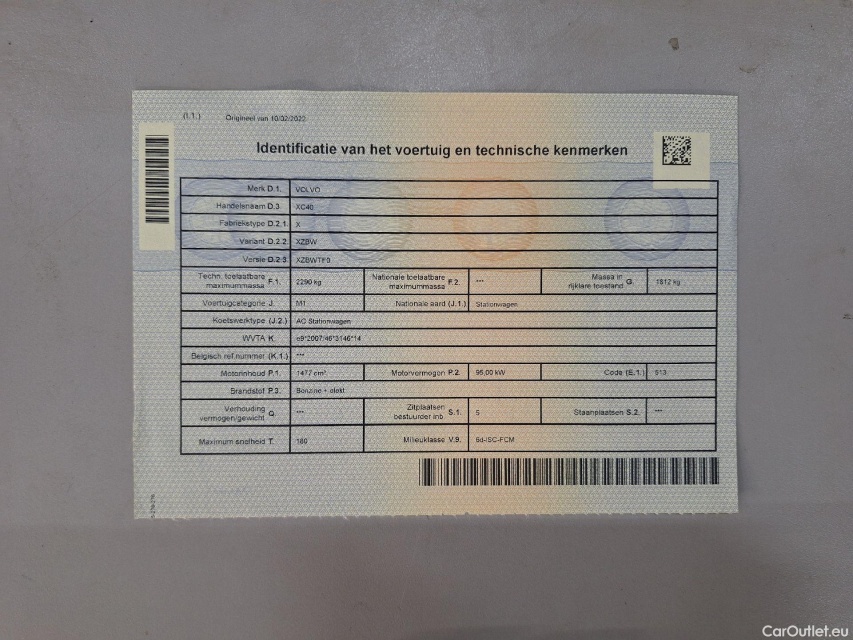 (I.1.) Origineel van 10/02/2022
Identificatie van het voertuig en technische kenmerken
Merk D.1. VOLVO
Handelsnaam D.3. XC40
Fabriekstype D.2.1. X
Variant D.2.2. XZBW
Versie D.2.3. XZBWTF0
Techn. toelaatbare maximummassa F.1. 2290 kg Nationale toelaatbare maximummassa F.2. *** Massa in rijklare toestand G. 1812 kg
Voertuigcategorie J. M1 Nationale aard (J.1.) Stationwagen
Koetswerktype (J.2.) AC Stationwagen
WVTA K. e9*2007/46*3146*14
Belgisch ref.nummer (K.1.) ***
Motorinhoud P.1. 1477 cm³ Motorvermogen P.2. 95,00 kW Code (E.1.) 513
Brandstof P.3. Benzine + elekt.
Verhouding vermogen/gewicht Q. *** Zitplaatsen bestuurder inb. S.1. 5 Staanplaatsen S.2. ***
Maximum snelheid T. 180 Milieuklasse V.9. 6d-ISC-FCM
CarOutlet.eu